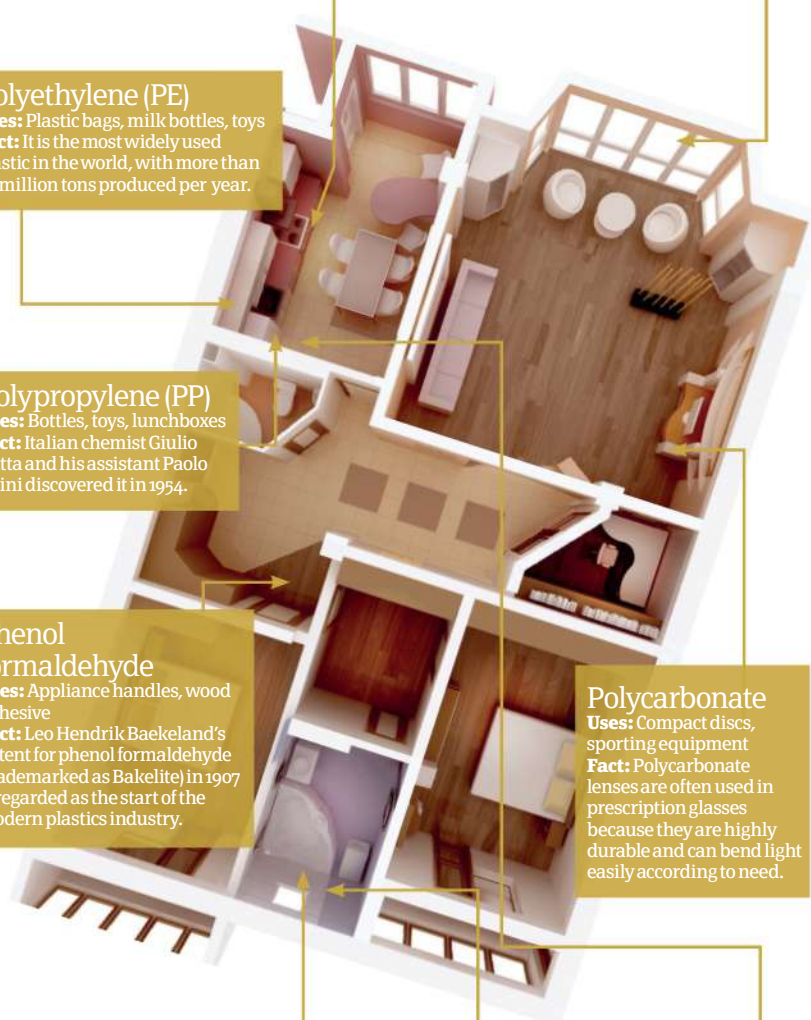 olyethylene (PE)
es: Plastic bags, milk bottles, toys
ct: It is the most widely used
astic in the world, with more than
million tons produced per year.
olypropylene (PP)
es: Bottles, toys, lunchboxes
ct: Italian chemist Giulio
tta and his assistant Paolo
ini discovered it in 1954.
henol
ormaldehyde
es: Appliance handles, wood
hesive
ct: Leo Hendrik Baekeland's
tent for phenol formaldehyde
ademarked as Bakelite) in 1907
regarded as the start of the
odern plastics industry.
Polycarbonate
Uses: Compact discs,
sporting equipment
Fact: Polycarbonate
lenses are often used in
prescription glasses
because they are highly
durable and can bend light
easily according to need.